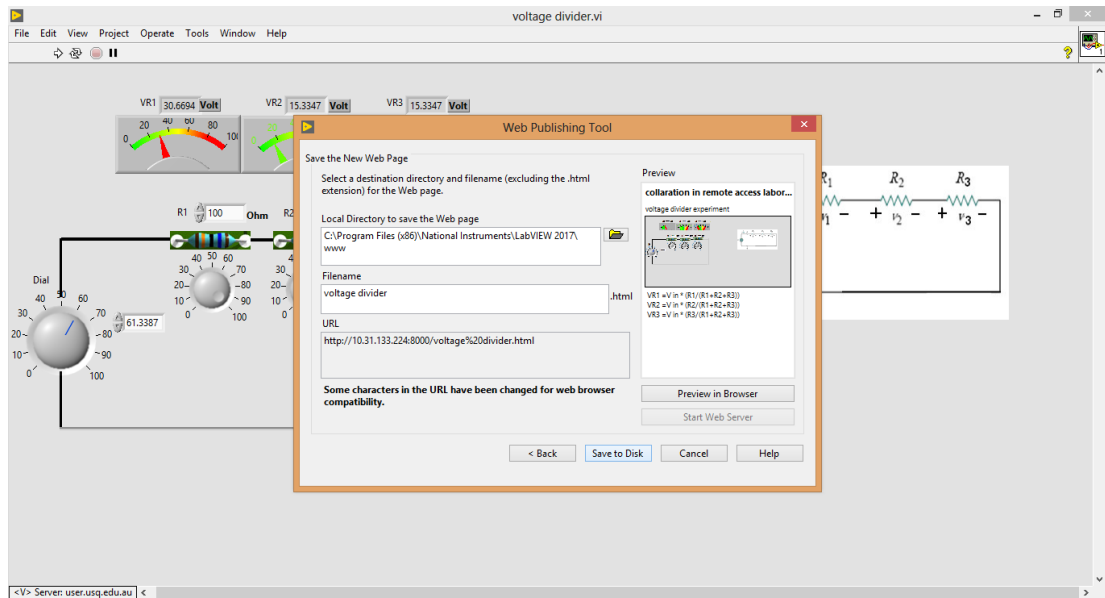 voltage divider.vi
File Edit View Project Operate Tools Window Help
VR1 30.6694 Volt VR2 15.3347 Volt VR3 15.3347 Volt
0 20 40 60 80 100
Web Publishing Tool
Save the New Web Page
Select a destination directory and filename (excluding the .html
extension) for the Web page.
Local Directory to save the Web page
C:\Program Files (x86)\National Instruments\LabVIEW 2017\
www
Filename
voltage divider .html
URL
http://10.31.133.224:8000/voltage%20divider.html
Some characters in the URL have been changed for web browser
compatibility.
Preview
collaration in remote access labor...
voltage divider experiment
VR1 =V in * (R1/(R1+R2+R3))
VR2 =V in * (R2/(R1+R2+R3))
VR3 =V in * (R3/(R1+R2+R3))
Preview in Browser
Start Web Server
< Back Save to Disk Cancel Help
R1 100 Ohm R2
0 10 20 30 40 50 60 70 80 90 100
0 10 20 30 4
Dial
0 10 20 30 40 50 60 70 80 90 100
61.3387
R1 R2 R3
v1 − + v2 − + v3 −
<V> Server: user.usq.edu.au